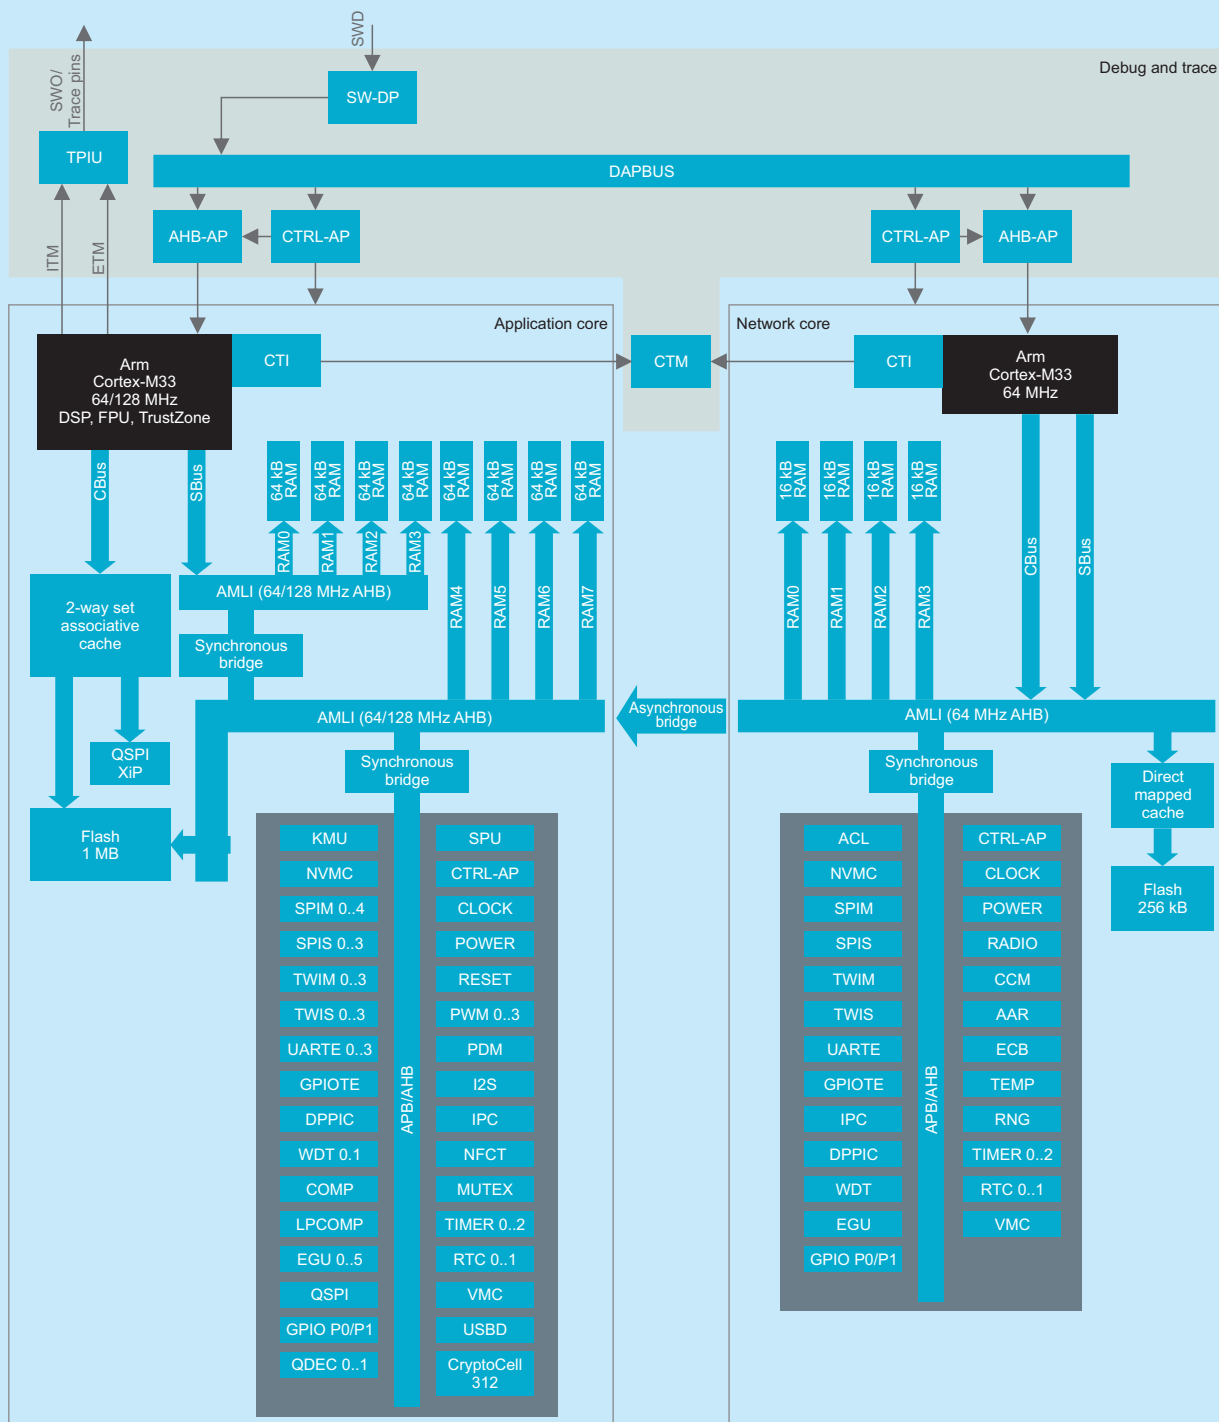 SWD
SWO/
Trace pins
Debug and trace
SW-DP
TPIU
DAPBUS
AHB-AP
CTRL-AP
CTRL-AP
AHB-AP
ITM
ETM
Application core
Network core
Arm
Cortex-M33
64/128 MHz
DSP, FPU, TrustZone
CTI
CTM
CTI
Arm
Cortex-M33
64 MHz
CBus
SBus
64 kB
RAM
64 kB
RAM
64 kB
RAM
64 kB
RAM
64 kB
RAM
64 kB
RAM
64 kB
RAM
64 kB
RAM
RAM0
RAM1
RAM2
RAM3
RAM4
RAM5
RAM6
RAM7
16 kB
RAM
16 kB
RAM
16 kB
RAM
16 kB
RAM
RAM0
RAM1
RAM2
RAM3
CBus
SBus
2-way set
associative
cache
AMLI (64/128 MHz AHB)
Synchronous
bridge
AMLI (64/128 MHz AHB)
Asynchronous
bridge
AMLI (64 MHz AHB)
QSPI
XiP
Flash
1 MB
Synchronous
bridge
Synchronous
bridge
Direct
mapped
cache
Flash
256 kB
KMU
NVMC
SPIM 0..4
SPIS 0..3
TWIM 0..3
TWIS 0..3
UARTE 0..3
GPIOTE
DPPIC
WDT 0.1
COMP
LPCOMP
EGU 0..5
QSPI
GPIO P0/P1
QDEC 0..1
APB/AHB
SPU
CTRL-AP
CLOCK
POWER
RESET
PWM 0..3
PDM
I2S
IPC
NFCT
MUTEX
TIMER 0..2
RTC 0..1
VMC
USBD
CryptoCell
312
ACL
NVMC
SPIM
SPIS
TWIM
TWIS
UARTE
GPIOTE
IPC
DPPIC
WDT
EGU
GPIO P0/P1
APB/AHB
CTRL-AP
CLOCK
POWER
RADIO
CCM
AAR
ECB
TEMP
RNG
TIMER 0..2
RTC 0..1
VMC